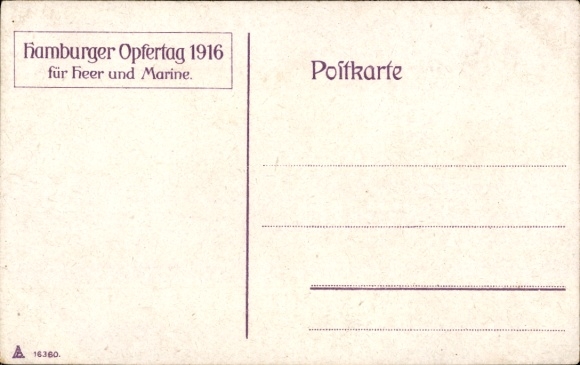 Hamburger Opfertag 1916
für Heer und Marine.
Poſtkarte
16360.